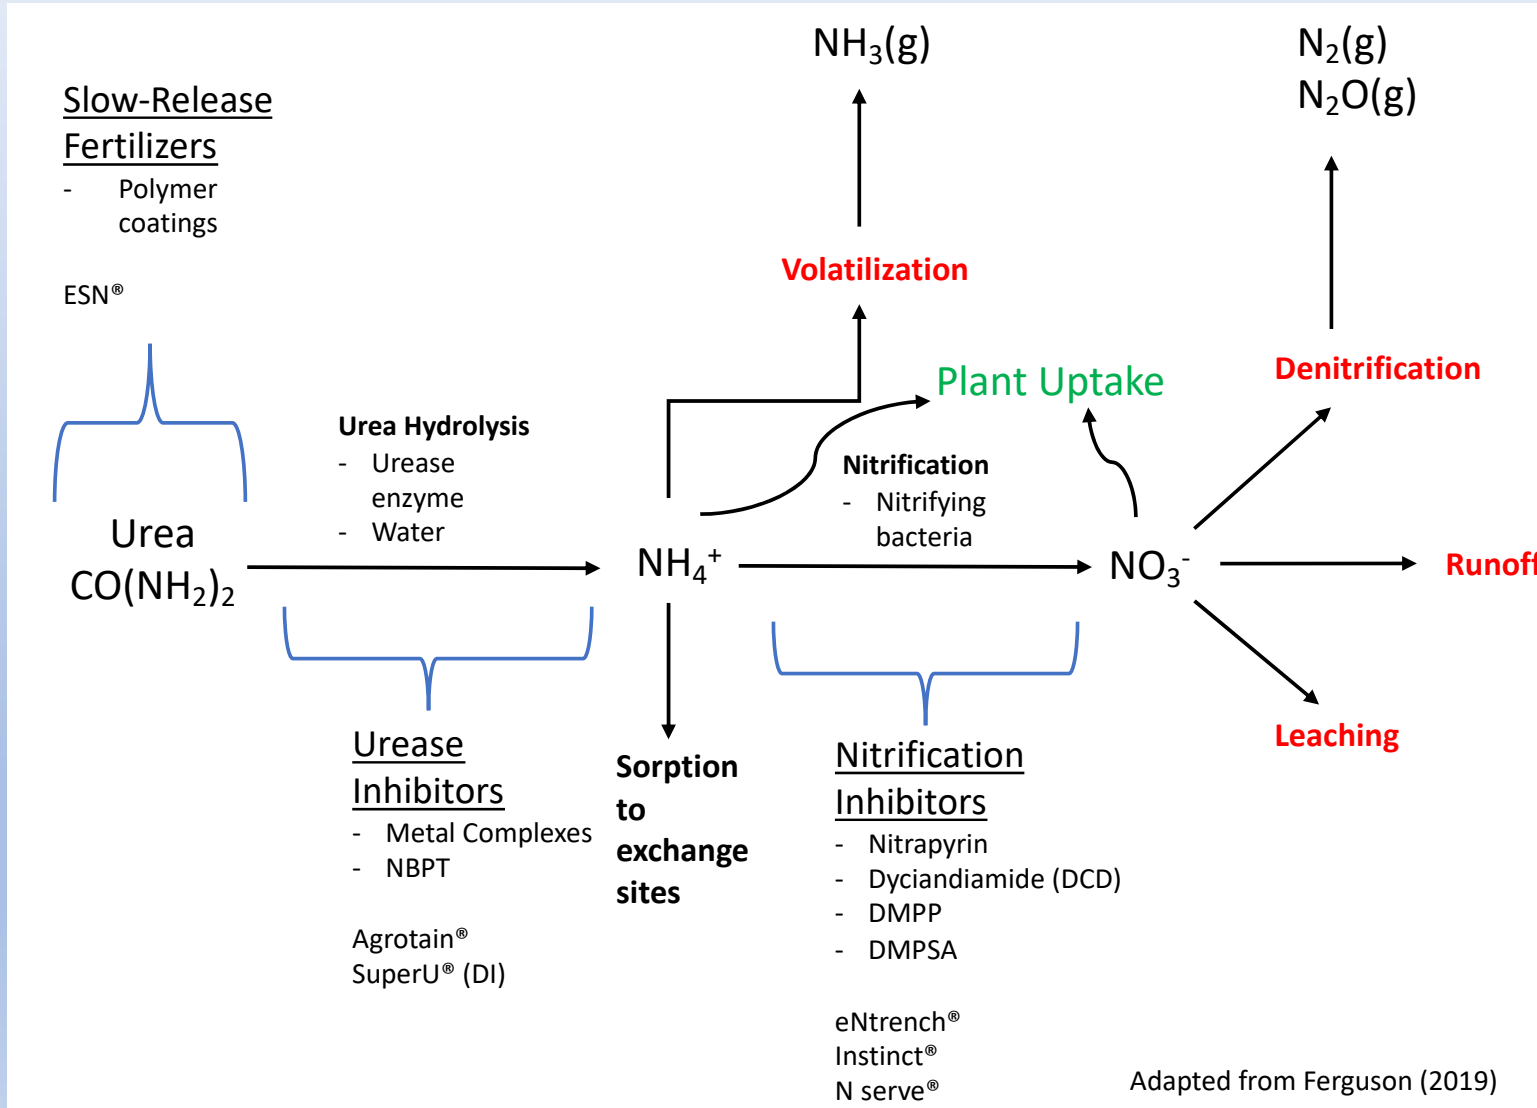 Slow-Release
Fertilizers
- Polymer
coatings
ESN®
Urea
CO(NH₂)₂
Urea Hydrolysis
- Urease
enzyme
- Water
Urease
Inhibitors
- Metal Complexes
- NBPT
Agrotain®
SuperU® (DI)
NH₃(g)
Volatilization
Plant Uptake
NH₄⁺
Sorption
to
exchange
sites
Nitrification
- Nitrifying
bacteria
Nitrification
Inhibitors
- Nitrapyrin
- Dyciandiamide (DCD)
- DMPP
- DMPSA
eNtrench®
Instinct®
N serve®
N₂(g)
N₂O(g)
Denitrification
NO₃⁻
Runoff
Leaching
Adapted from Ferguson (2019)